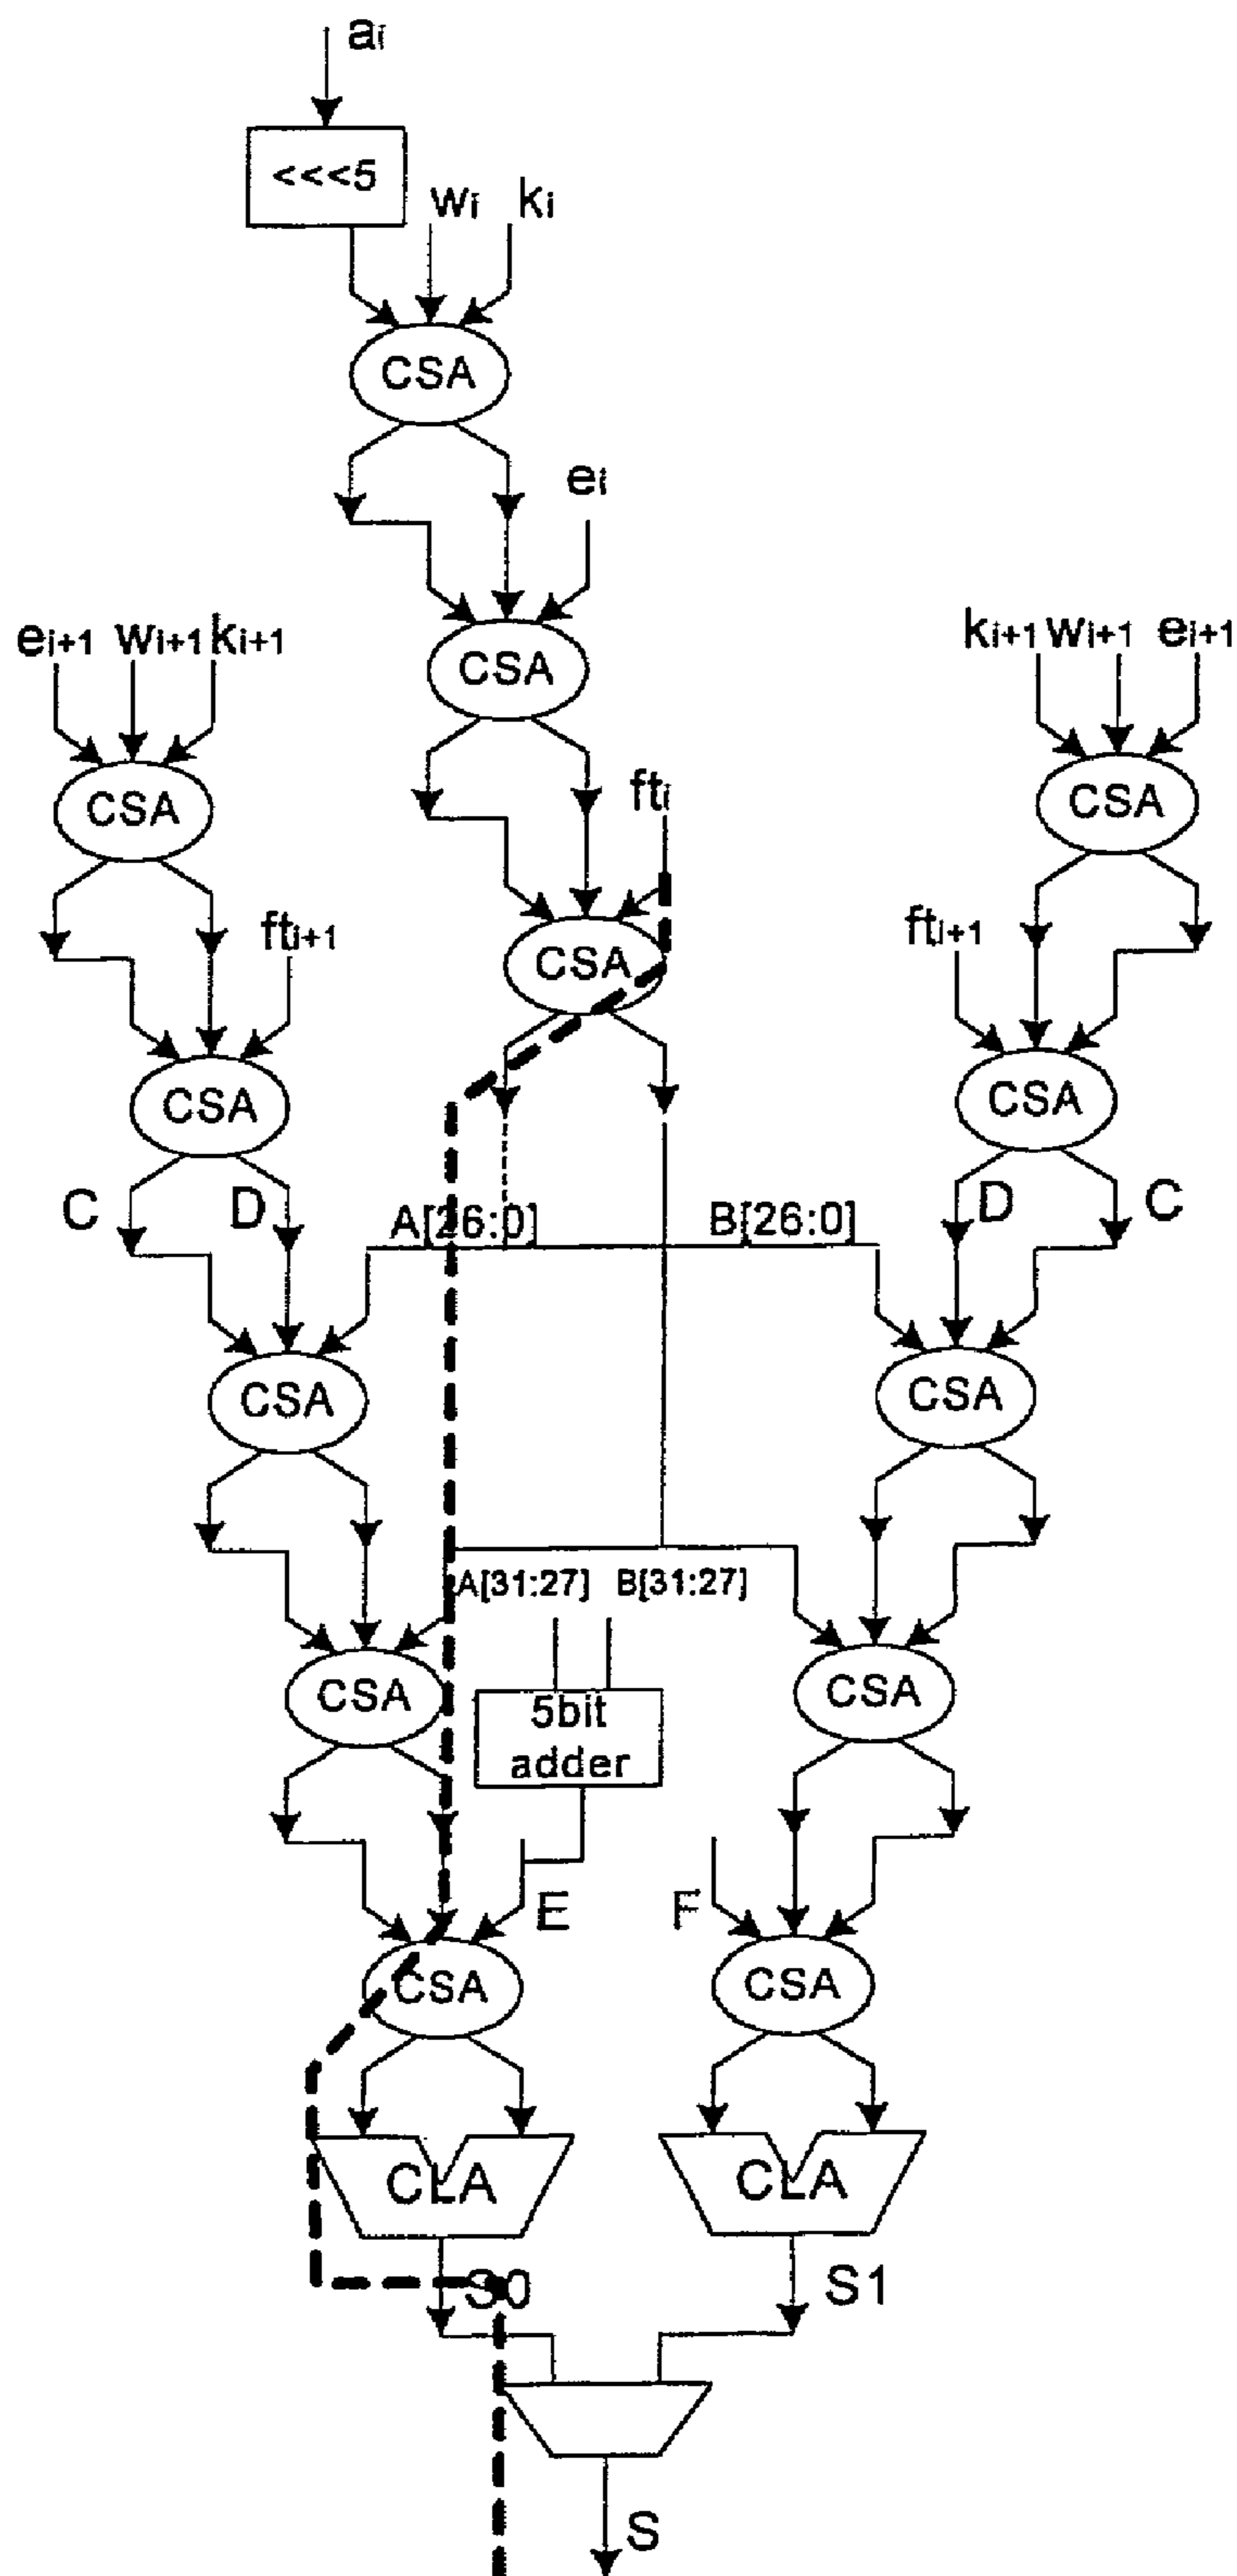 ai
<<<5
wi ki
CSA
ei
CSA
ei+1 wi+1 ki+1
ki+1 wi+1 ei+1
CSA
CSA
fti
fti+1
fti+1
CSA
CSA
CSA
C D
A[26:0] B[26:0]
D C
CSA
CSA
A[31:27] B[31:27]
CSA
CSA
5bit
adder
E F
CSA
CSA
CLA
CLA
S0 S1
S